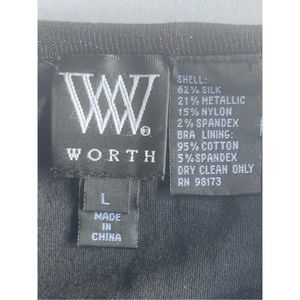 W
WORTH
L
MADE
IN
CHINA
SHELL:
62% SILK
21% METALLIC
15% NYLON
2% SPANDEX
BRA LINING:
95% COTTON
5% SPANDEX
DRY CLEAN ONLY
RN 98173